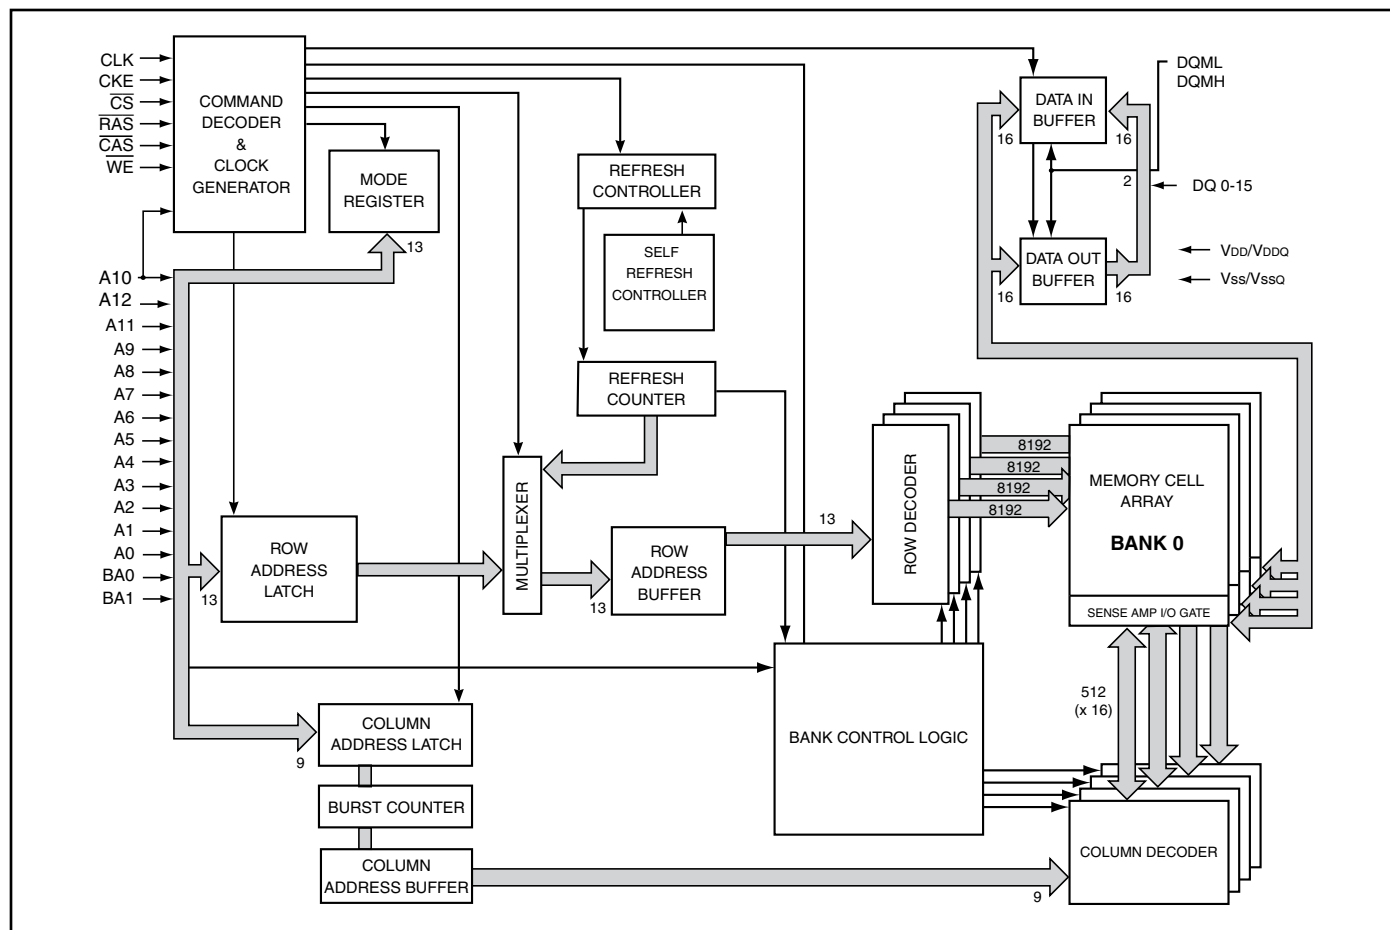 CLK
CKE
CS
RAS
CAS
WE
A10
A12
A11
A9
A8
A7
A6
A5
A4
A3
A2
A1
A0
BA0
BA1
COMMAND
DECODER
&
CLOCK
GENERATOR
MODE
REGISTER
13
REFRESH
CONTROLLER
SELF
REFRESH
CONTROLLER
REFRESH
COUNTER
DATA IN
BUFFER
16
16
DQML
DQMH
2
DQ 0-15
DATA OUT
BUFFER
16
16
VDD/VDDQ
Vss/VssQ
MULTIPLEXER
ROW
ADDRESS
LATCH
13
ROW
ADDRESS
BUFFER
13
13
ROW DECODER
8192
8192
8192
8192
MEMORY CELL
ARRAY
BANK 0
SENSE AMP I/O GATE
512
(x 16)
BANK CONTROL LOGIC
COLUMN
ADDRESS LATCH
9
BURST COUNTER
COLUMN
ADDRESS BUFFER
9
COLUMN DECODER